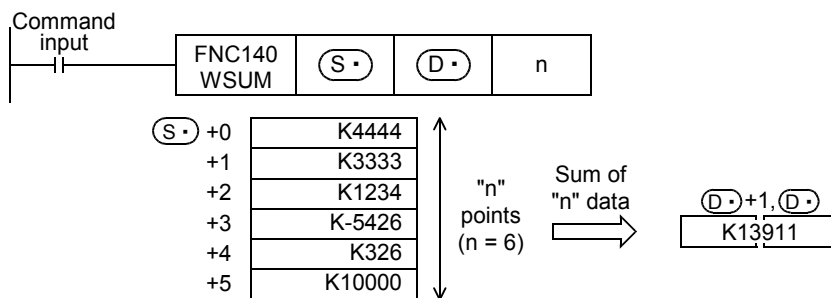 Command
input
FNC140
WSUM
S・
D・
n
S・ +0 K4444
+1 K3333
+2 K1234
+3 K-5426
+4 K326
+5 K10000
"n"
points
(n = 6)
Sum of
"n" data
D・+1, D・
K13911